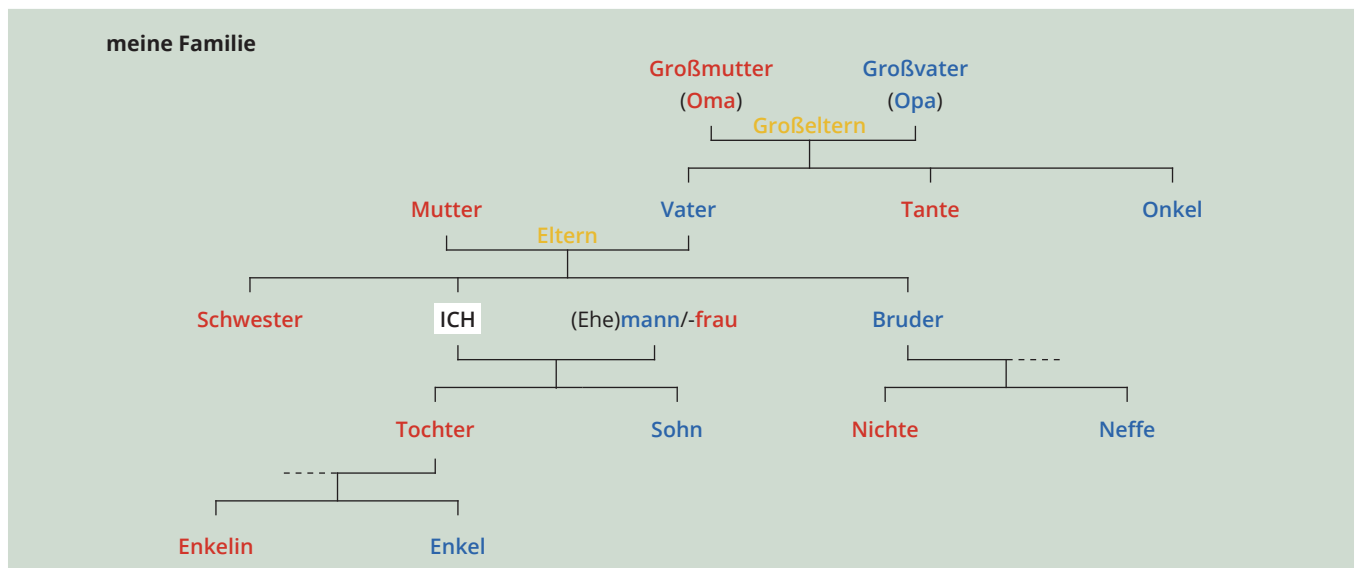 meine Familie
Großmutter Großvater
(Oma) (Opa)
Großeltern
Mutter Vater Tante Onkel
Eltern
Schwester ICH (Ehe)mann/-frau Bruder
Tochter Sohn Nichte Neffe
Enkelin Enkel